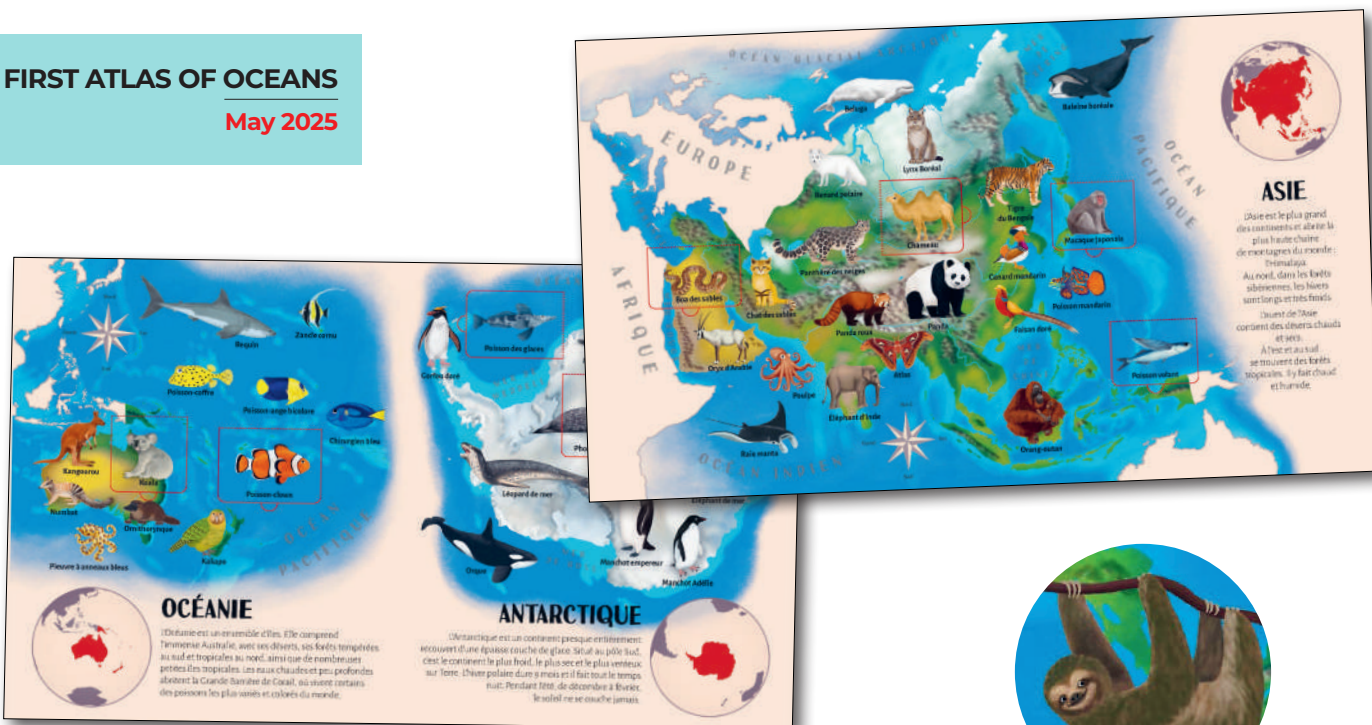 FIRST ATLAS OF OCEANS
May 2025
OCÉAN GLACIAL ARCTIQUE
Beluga
Baleine boréale
EUROPE
Lynx Boréal
OCÉAN
PACIFIQUE
Renard polaire
Tigre
du Bengale
Chameau
Macaque japonais
Panthère des neiges
Canard mandarin
AFRIQUE
Boa des sables
Chat des sables
Panda roux
Panda
Poisson mandarin
Faisan doré
Oryx d'Arabie
Atlas
Poisson volant
Poulpe
Éléphant d'Inde
Raie manta
Orang-outan
OCÉAN INDIEN
ASIE
L'Asie est le plus grand
des continents et abrite la
plus haute chaîne
de montagnes du monde :
l'Himalaya.
Au nord, dans les forêts
sibériennes, les hivers
sont longs et très froids.
L'ouest de l'Asie
contient des déserts chauds
et secs.
À l'est et au sud
se trouvent des forêts
tropicales. Il y fait chaud
et humide.
Requin
Zancle cornu
Poisson-coffre
Poisson-ange bicolore
Chirurgien bleu
Kangourou
Koala
Poisson-clown
Numbat
Ornithorynque
Kakapo
Pieuvre à anneaux bleus
OCÉAN
PACIFIQUE
OCÉANIE
L'Océanie est un ensemble d'îles. Elle comprend
l'immense Australie, avec ses déserts, ses forêts tempérées
au sud et tropicales au nord, ainsi que de nombreuses
petites îles tropicales. Les eaux chaudes et peu profondes
abritent la Grande Barrière de Corail, où vivent certains
des poissons les plus variés et colorés du monde.
Gorfou doré
Poisson des glaces
Pho
Léopard de mer
Éléphant de mer
Orque
Manchot empereur
Manchot Adélie
ANTARCTIQUE
L'Antarctique est un continent presque entièrement
recouvert d'une épaisse couche de glace. Situé au pôle Sud,
c'est le continent le plus froid, le plus sec et le plus venteux
sur Terre. L'hiver polaire dure 9 mois et il fait tout le temps
nuit. Pendant l'été, de décembre à février,
le soleil ne se couche jamais.